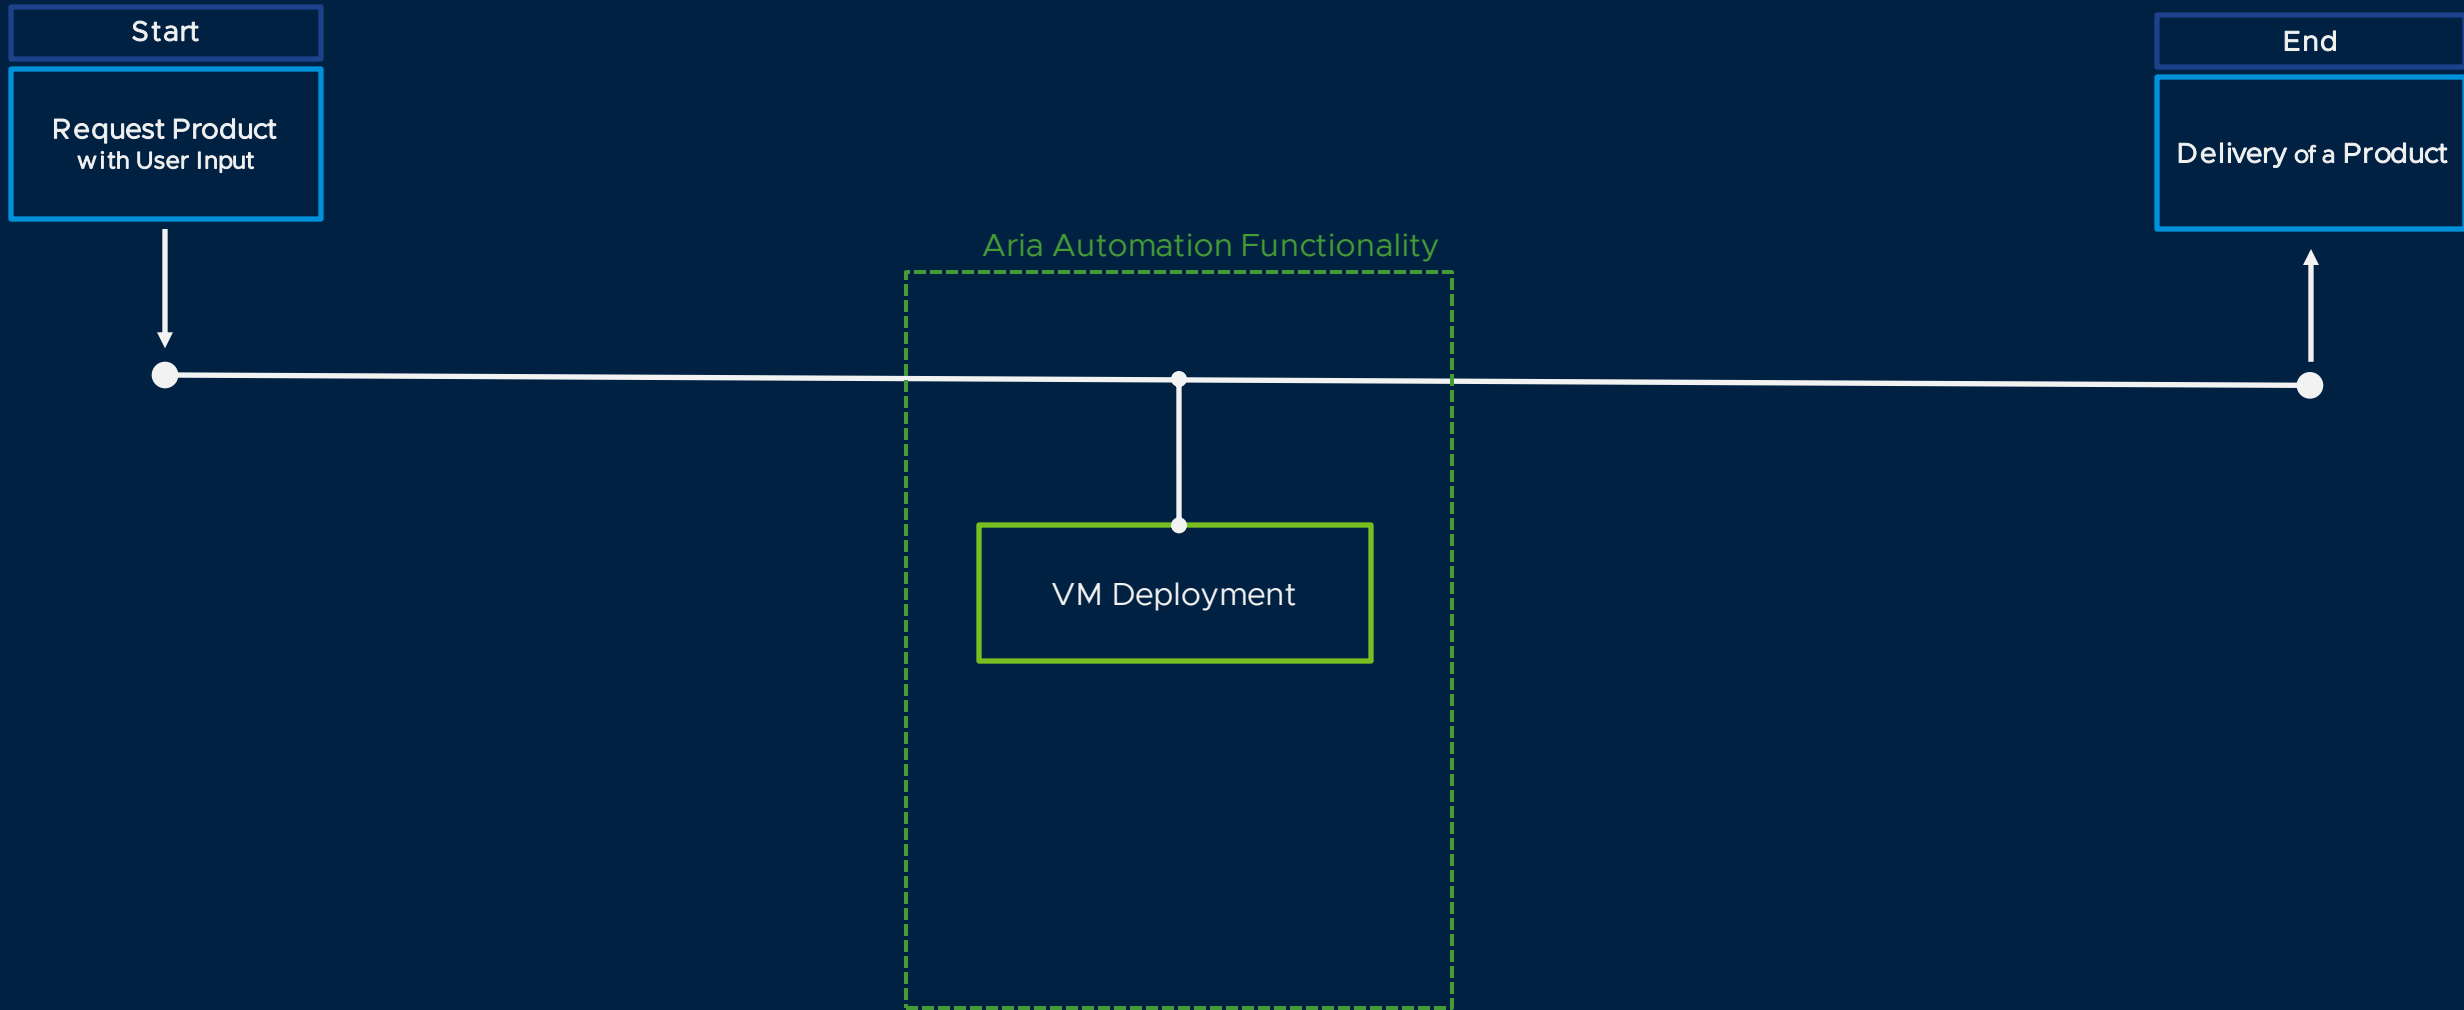 Start
Request Product
with User Input
End
Delivery of a Product
Aria Automation Functionality
VM Deployment